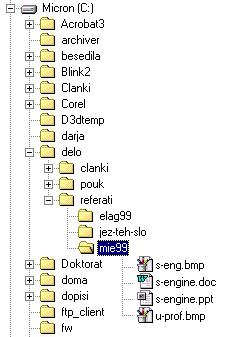 Micron (C:)
Acrobat3
archiver
besedila
Blink2
Clanki
Corel
D3dtemp
darja
delo
clanki
pouk
referati
elag99
jez-teh-slo
mie99
Doktorat
s-eng.bmp
doma
s-engine.doc
dopisi
s-engine.ppt
ftp_client
u-prof.bmp
fw